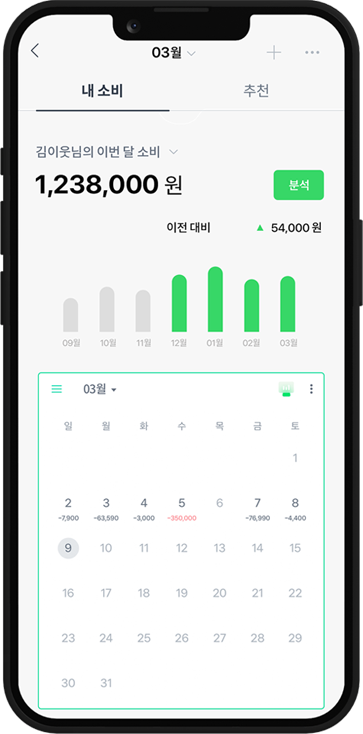 03월
내 소비 추천
김이웃님의 이번 달 소비
1,238,000 원 분석
이전 대비 ▲ 54,000 원
09월 10월 11월 12월 01월 02월 03월
03월
일 월 화 수 목 금 토
1
2 3 4 5 6 7 8
-7,900 -63,590 -3,000 -350,000 -76,990 -4,400
9 10 11 12 13 14 15
16 17 18 19 20 21 22
23 24 25 26 27 28 29
30 31